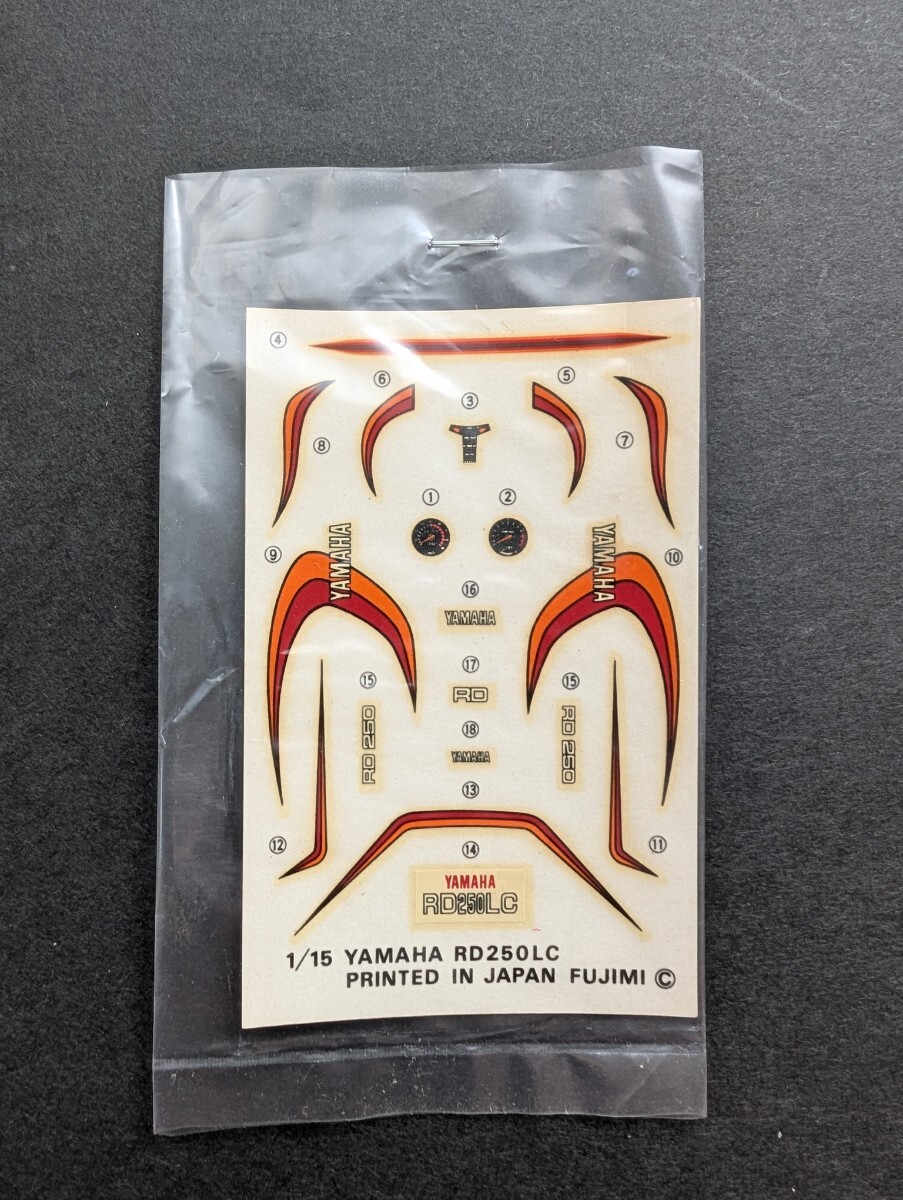 ④
⑥
⑤
③
⑧
⑦
①
②
⑨
YAMAHA
YAMAHA
⑩
⑯
YAMAHA
⑰
⑮
⑮
RD
RD 250
RD 250
⑱
YAMAHA
⑬
⑫
⑪
⑭
YAMAHA
RD250LC
1/15 YAMAHA RD250LC
PRINTED IN JAPAN FUJIMI ©